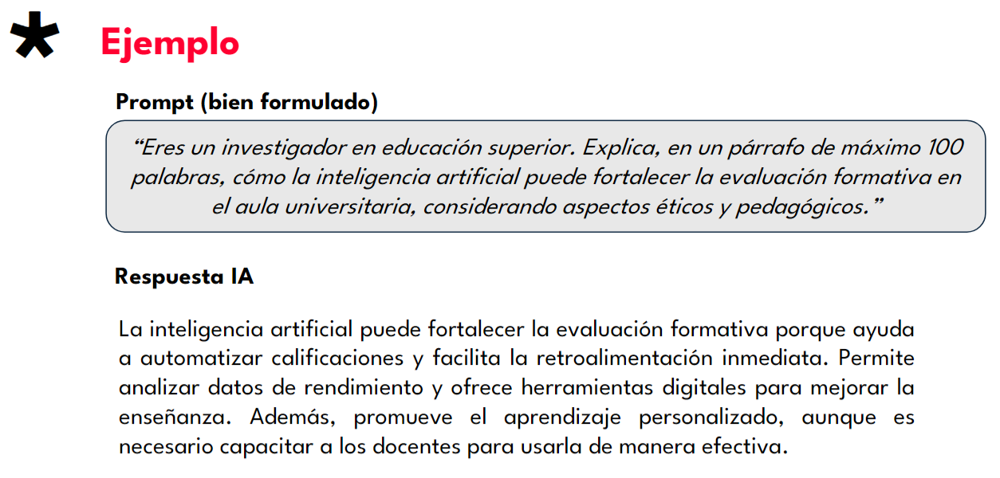 * Ejemplo
Prompt (bien formulado)
“Eres un investigador en educación superior. Explica, en un párrafo de máximo 100
palabras, cómo la inteligencia artificial puede fortalecer la evaluación formativa en
el aula universitaria, considerando aspectos éticos y pedagógicos.”
Respuesta IA
La inteligencia artificial puede fortalecer la evaluación formativa porque ayuda
a automatizar calificaciones y facilita la retroalimentación inmediata. Permite
analizar datos de rendimiento y ofrece herramientas digitales para mejorar la
enseñanza. Además, promueve el aprendizaje personalizado, aunque es
necesario capacitar a los docentes para usarla de manera efectiva.